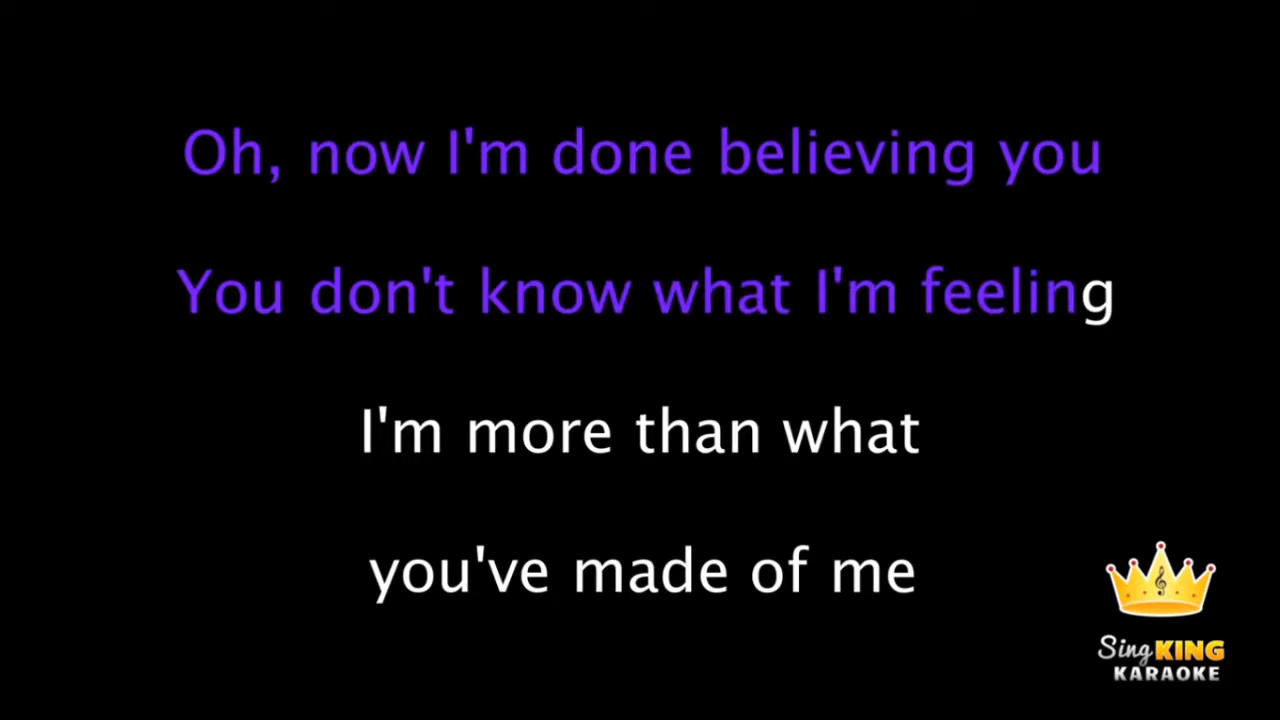 Oh, now I'm done believing you
You don't know what I'm feeling
I'm more than what
you've made of me
Sing KING
KARAOKE